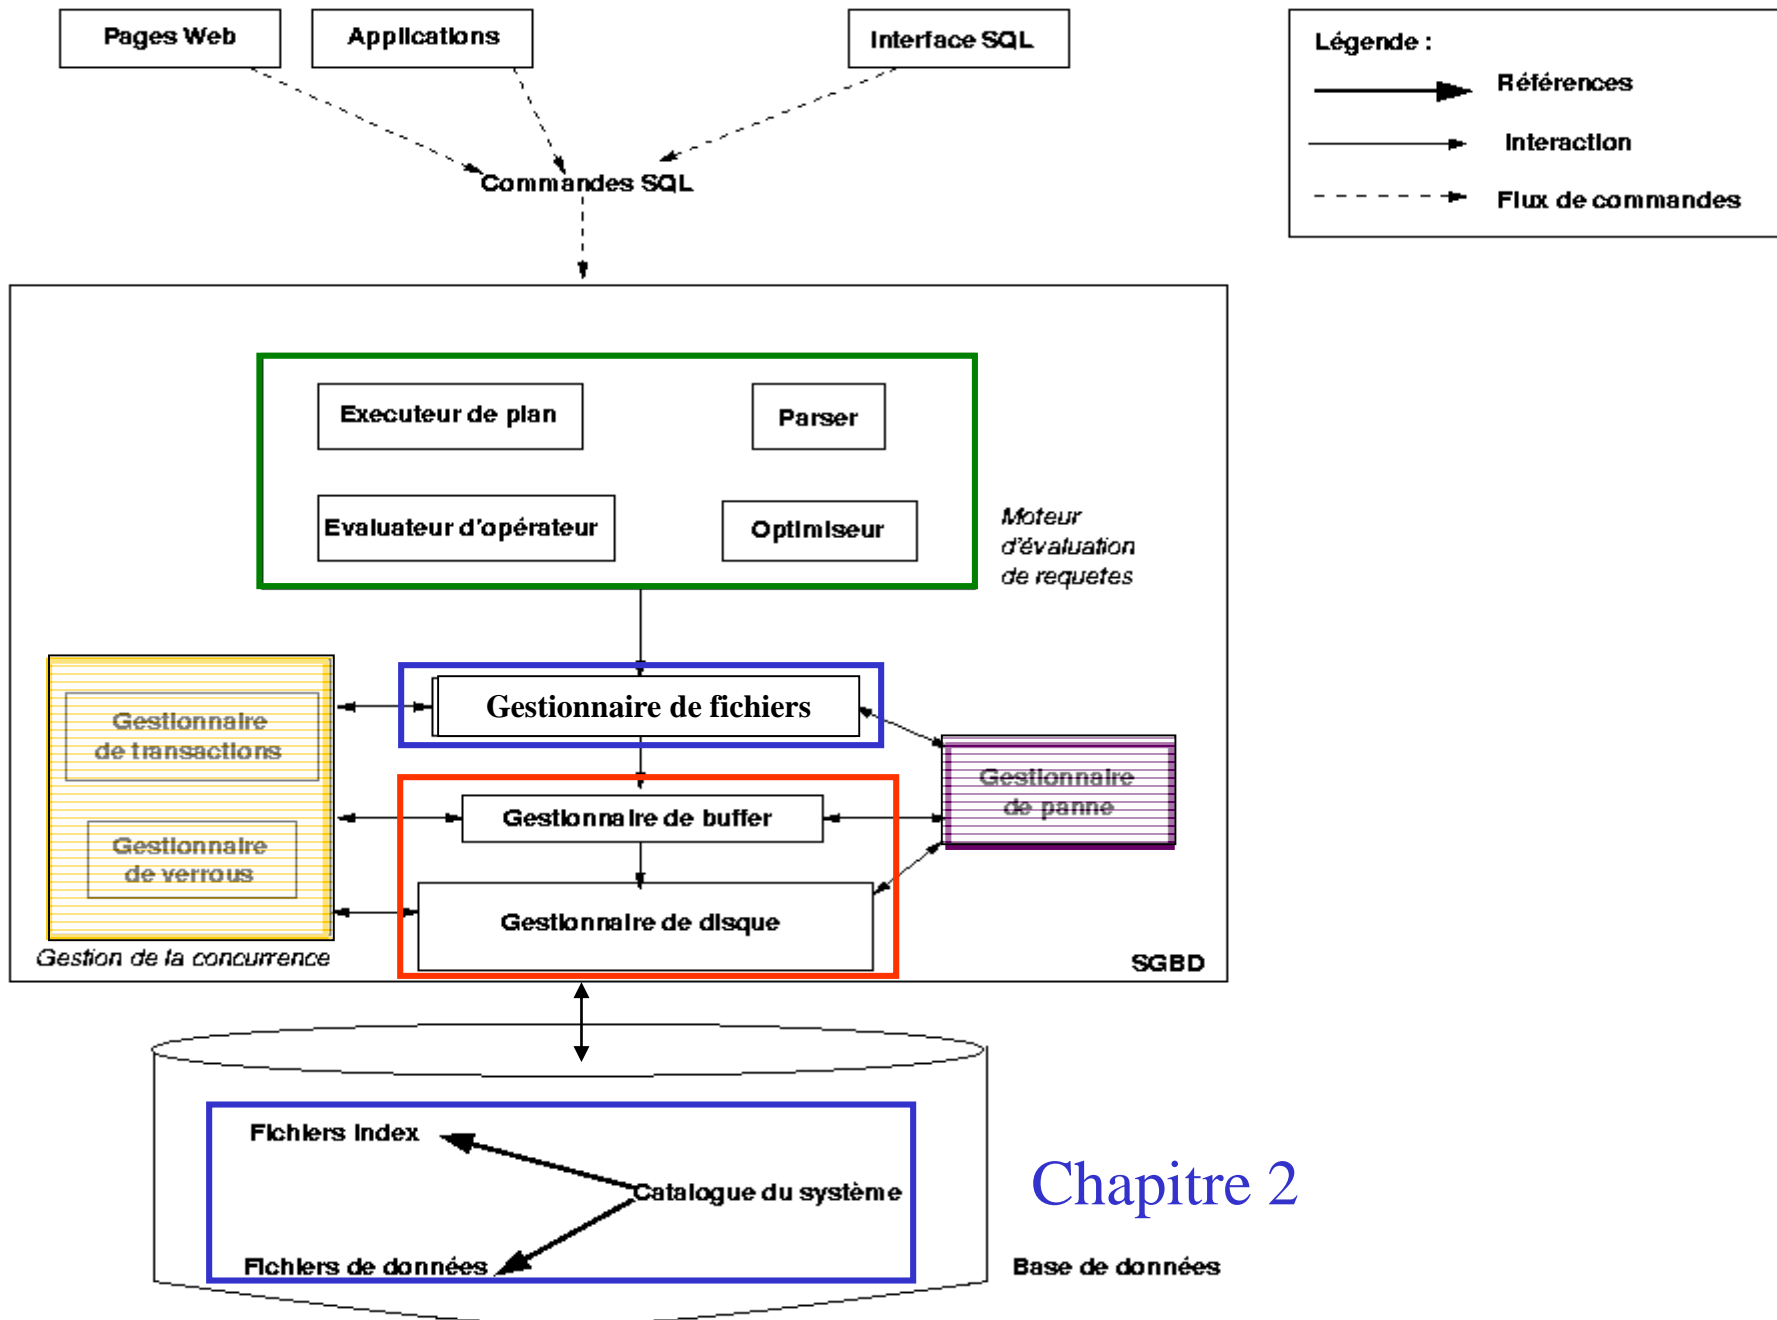 Pages Web
Applications
Interface SQL
Légende :
Références
Interaction
Flux de commandes
Commandes SQL
Executeur de plan
Parser
Evaluateur d'opérateur
Optimiseur
Moteur
d'évaluation
de requetes
Gestionnaire de fichiers
Gestionnaire
de transactions
Gestionnaire
de panne
Gestionnaire de buffer
Gestionnaire
de verrous
Gestionnaire de disque
Gestion de la concurrence
SGBD
Fichiers index
Catalogue du système
Chapitre 2
Fichiers de données
Base de données